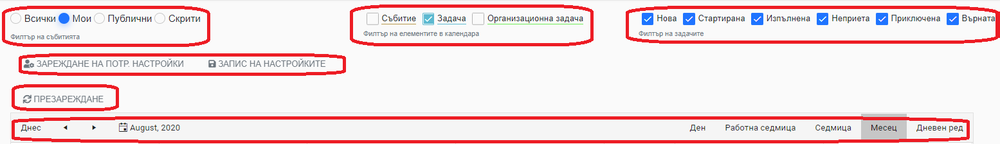 Всички Мои Публични Скрити
Филтър на събитията
Събитие Задача Организационна задача
Филтър на елементите в календара
Нова Стартирана Изпълнена Неприета Приключена Върната
Филтър на задачите
ЗАРЕЖДАНЕ НА ПОТР. НАСТРОЙКИ ЗАПИС НА НАСТРОЙКИТЕ
ПРЕЗАРЕЖДАНЕ
Днес August, 2020 Ден Работна седмица Седмица Месец Дневен ред